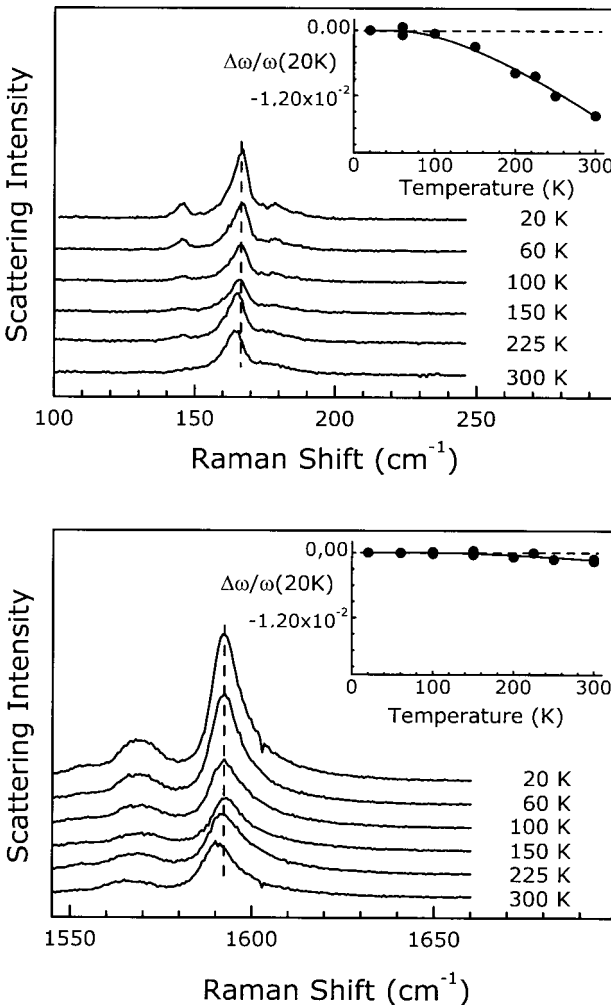 Scattering Intensity
0,00
Δω/ω(20K)
-1,20x10⁻²
0 100 200 300
Temperature (K)
20 K
60 K
100 K
150 K
225 K
300 K
100 150 200 250
Raman Shift (cm⁻¹)
Scattering Intensity
0,00
Δω/ω(20K)
-1,20x10⁻²
0 100 200 300
Temperature (K)
20 K
60 K
100 K
150 K
225 K
300 K
1550 1600 1650
Raman Shift (cm⁻¹)